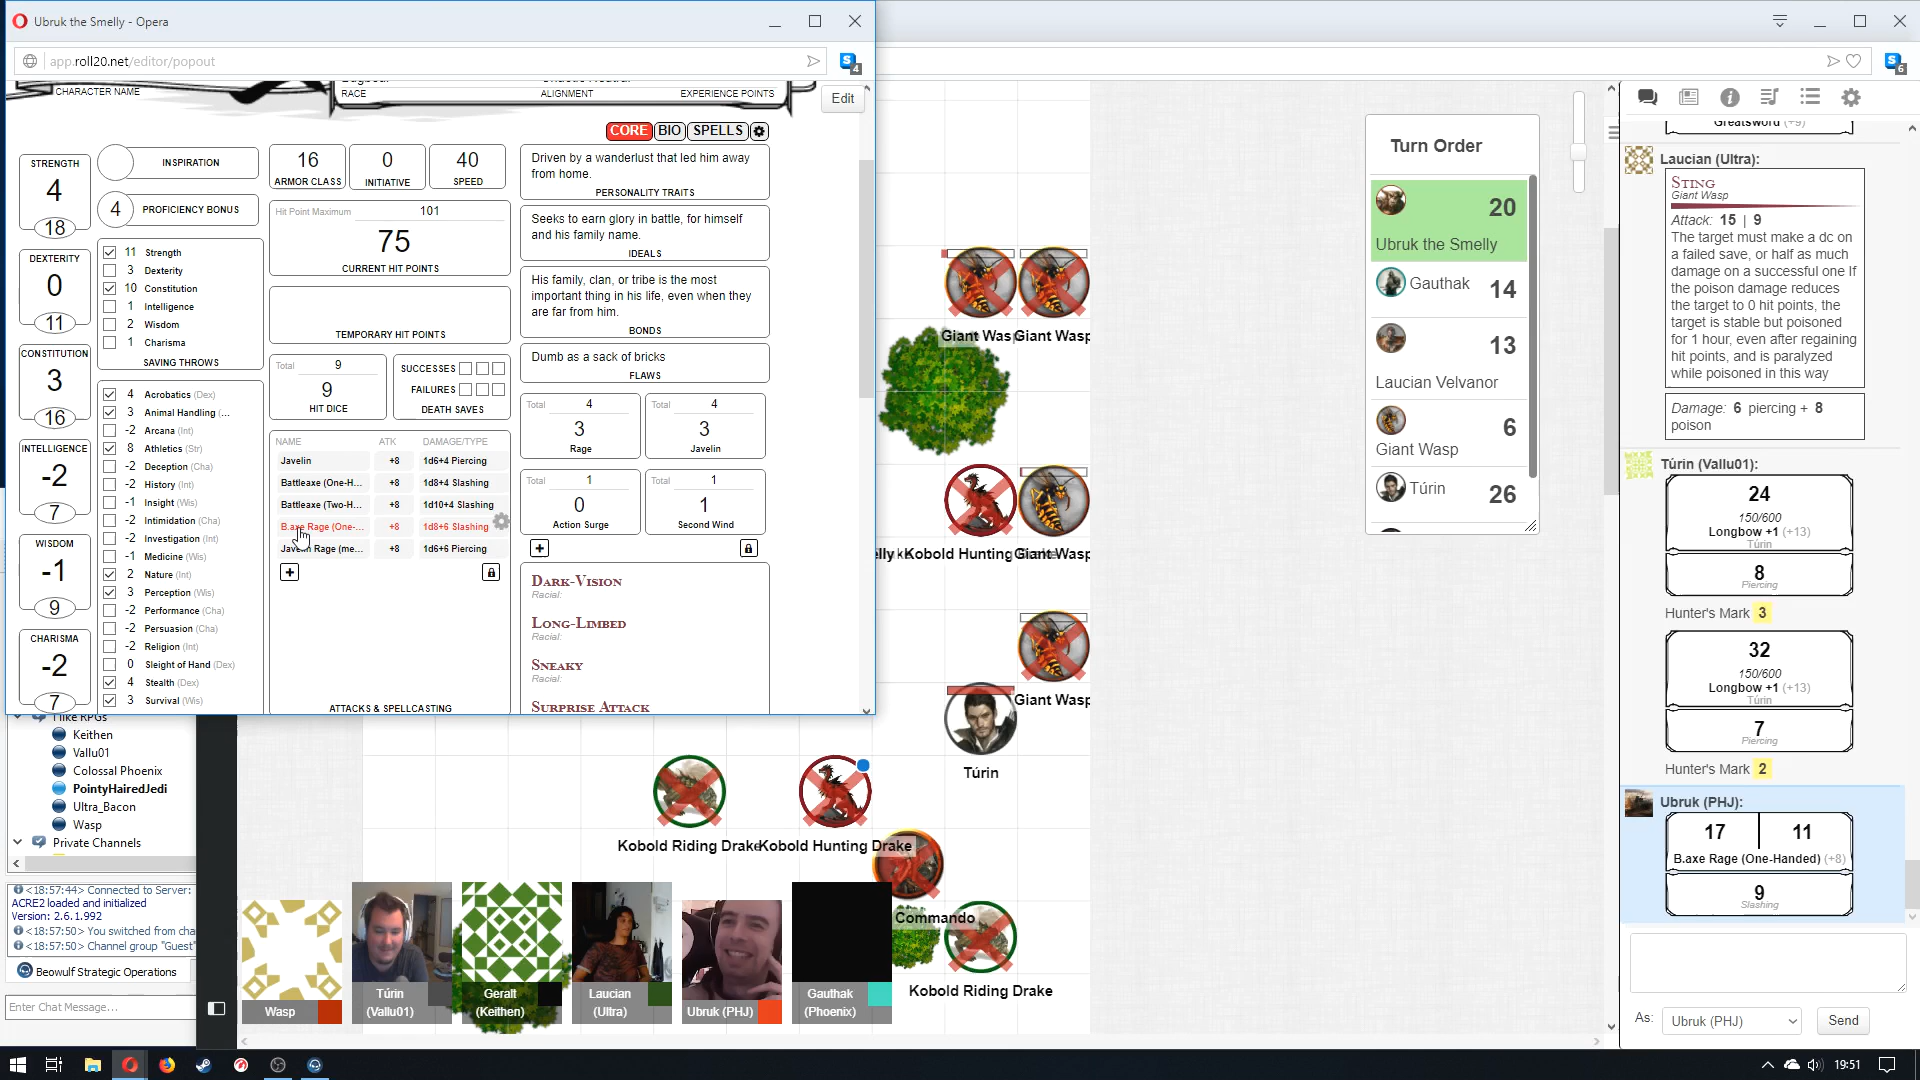 Ubruk the Smelly - Opera
app.roll20.net/editor/popout
4
6
CHARACTER NAME
RACE
ALIGNMENT
EXPERIENCE POINTS
Edit
CORE
BIO
SPELLS
STRENGTH
4
18
DEXTERITY
0
11
CONSTITUTION
3
16
INTELLIGENCE
-2
7
WISDOM
-1
9
CHARISMA
-2
7
INSPIRATION
4
PROFICIENCY BONUS
11 Strength
3 Dexterity
10 Constitution
1 Intelligence
2 Wisdom
1 Charisma
SAVING THROWS
4 Acrobatics (Dex)
3 Animal Handling (...
-2 Arcana (Int)
8 Athletics (Str)
-2 Deception (Cha)
-2 History (Int)
-1 Insight (Wis)
-2 Intimidation (Cha)
-2 Investigation (Int)
-1 Medicine (Wis)
2 Nature (Int)
3 Perception (Wis)
-2 Performance (Cha)
-2 Persuasion (Cha)
-2 Religion (Int)
0 Sleight of Hand (Dex)
4 Stealth (Dex)
3 Survival (Wis)
16
ARMOR CLASS
0
INITIATIVE
40
SPEED
Hit Point Maximum 101
75
CURRENT HIT POINTS
TEMPORARY HIT POINTS
Total 9
9
HIT DICE
SUCCESSES
FAILURES
DEATH SAVES
NAME ATK DAMAGE/TYPE
Javelin +8 1d6+4 Piercing
Battleaxe (One-H... +8 1d8+4 Slashing
Battleaxe (Two-H... +8 1d10+4 Slashing
B.axe Rage (One-... +8 1d8+6 Slashing
Javelin Rage (me... +8 1d6+6 Piercing
ATTACKS & SPELLCASTING
Driven by a wanderlust that led him away
from home.
PERSONALITY TRAITS
Seeks to earn glory in battle, for himself
and his family name.
IDEALS
His family, clan, or tribe is the most
important thing in his life, even when they
are far from him.
BONDS
Dumb as a sack of bricks
FLAWS
Total 4
3
Rage
Total 4
3
Javelin
Total 1
0
Action Surge
Total 1
1
Second Wind
DARK-VISION
Racial:
LONG-LIMBED
Racial:
SNEAKY
Racial:
SURPRISE ATTACK
I like RPGs
Keithen
Vallu01
Colossal Phoenix
PointyHairedJedi
Ultra_Bacon
Wasp
Private Channels
<18:57:44> Connected to Server:
ACRE2 loaded and initialized
Version: 2.6.1.992
<18:57:50> You switched from cha
<18:57:50> Channel group "Guest"
Beowulf Strategic Operations
Enter Chat Message...
Giant Was
Giant Wasp
Kobold Hunting
Giant Wasp
Giant Wasp
Túrin
Kobold Riding Drake
Kobold Hunting Drake
Commando
Kobold Riding Drake
Wasp
Túrin
(Vallu01)
Geralt
(Keithen)
Laucian
(Ultra)
Ubruk (PHJ)
Gauthak
(Phoenix)
Turn Order
20
Ubruk the Smelly
Gauthak 14
13
Laucian Velvanor
6
Giant Wasp
Túrin 26
Greatsword (+9)
Laucian (Ultra):
STING
Giant Wasp
Attack: 15 | 9
The target must make a dc on
a failed save, or half as much
damage on a successful one If
the poison damage reduces
the target to 0 hit points, the
target is stable but poisoned
for 1 hour, even after regaining
hit points, and is paralyzed
while poisoned in this way
Damage: 6 piercing + 8
poison
Túrin (Vallu01):
24
150/600
Longbow +1 (+13)
Túrin
8
Piercing
Hunter's Mark 3
32
150/600
Longbow +1 (+13)
Túrin
7
Piercing
Hunter's Mark 2
Ubruk (PHJ):
17 11
B.axe Rage (One-Handed) (+8)
9
Slashing
As: Ubruk (PHJ)
Send
19:51